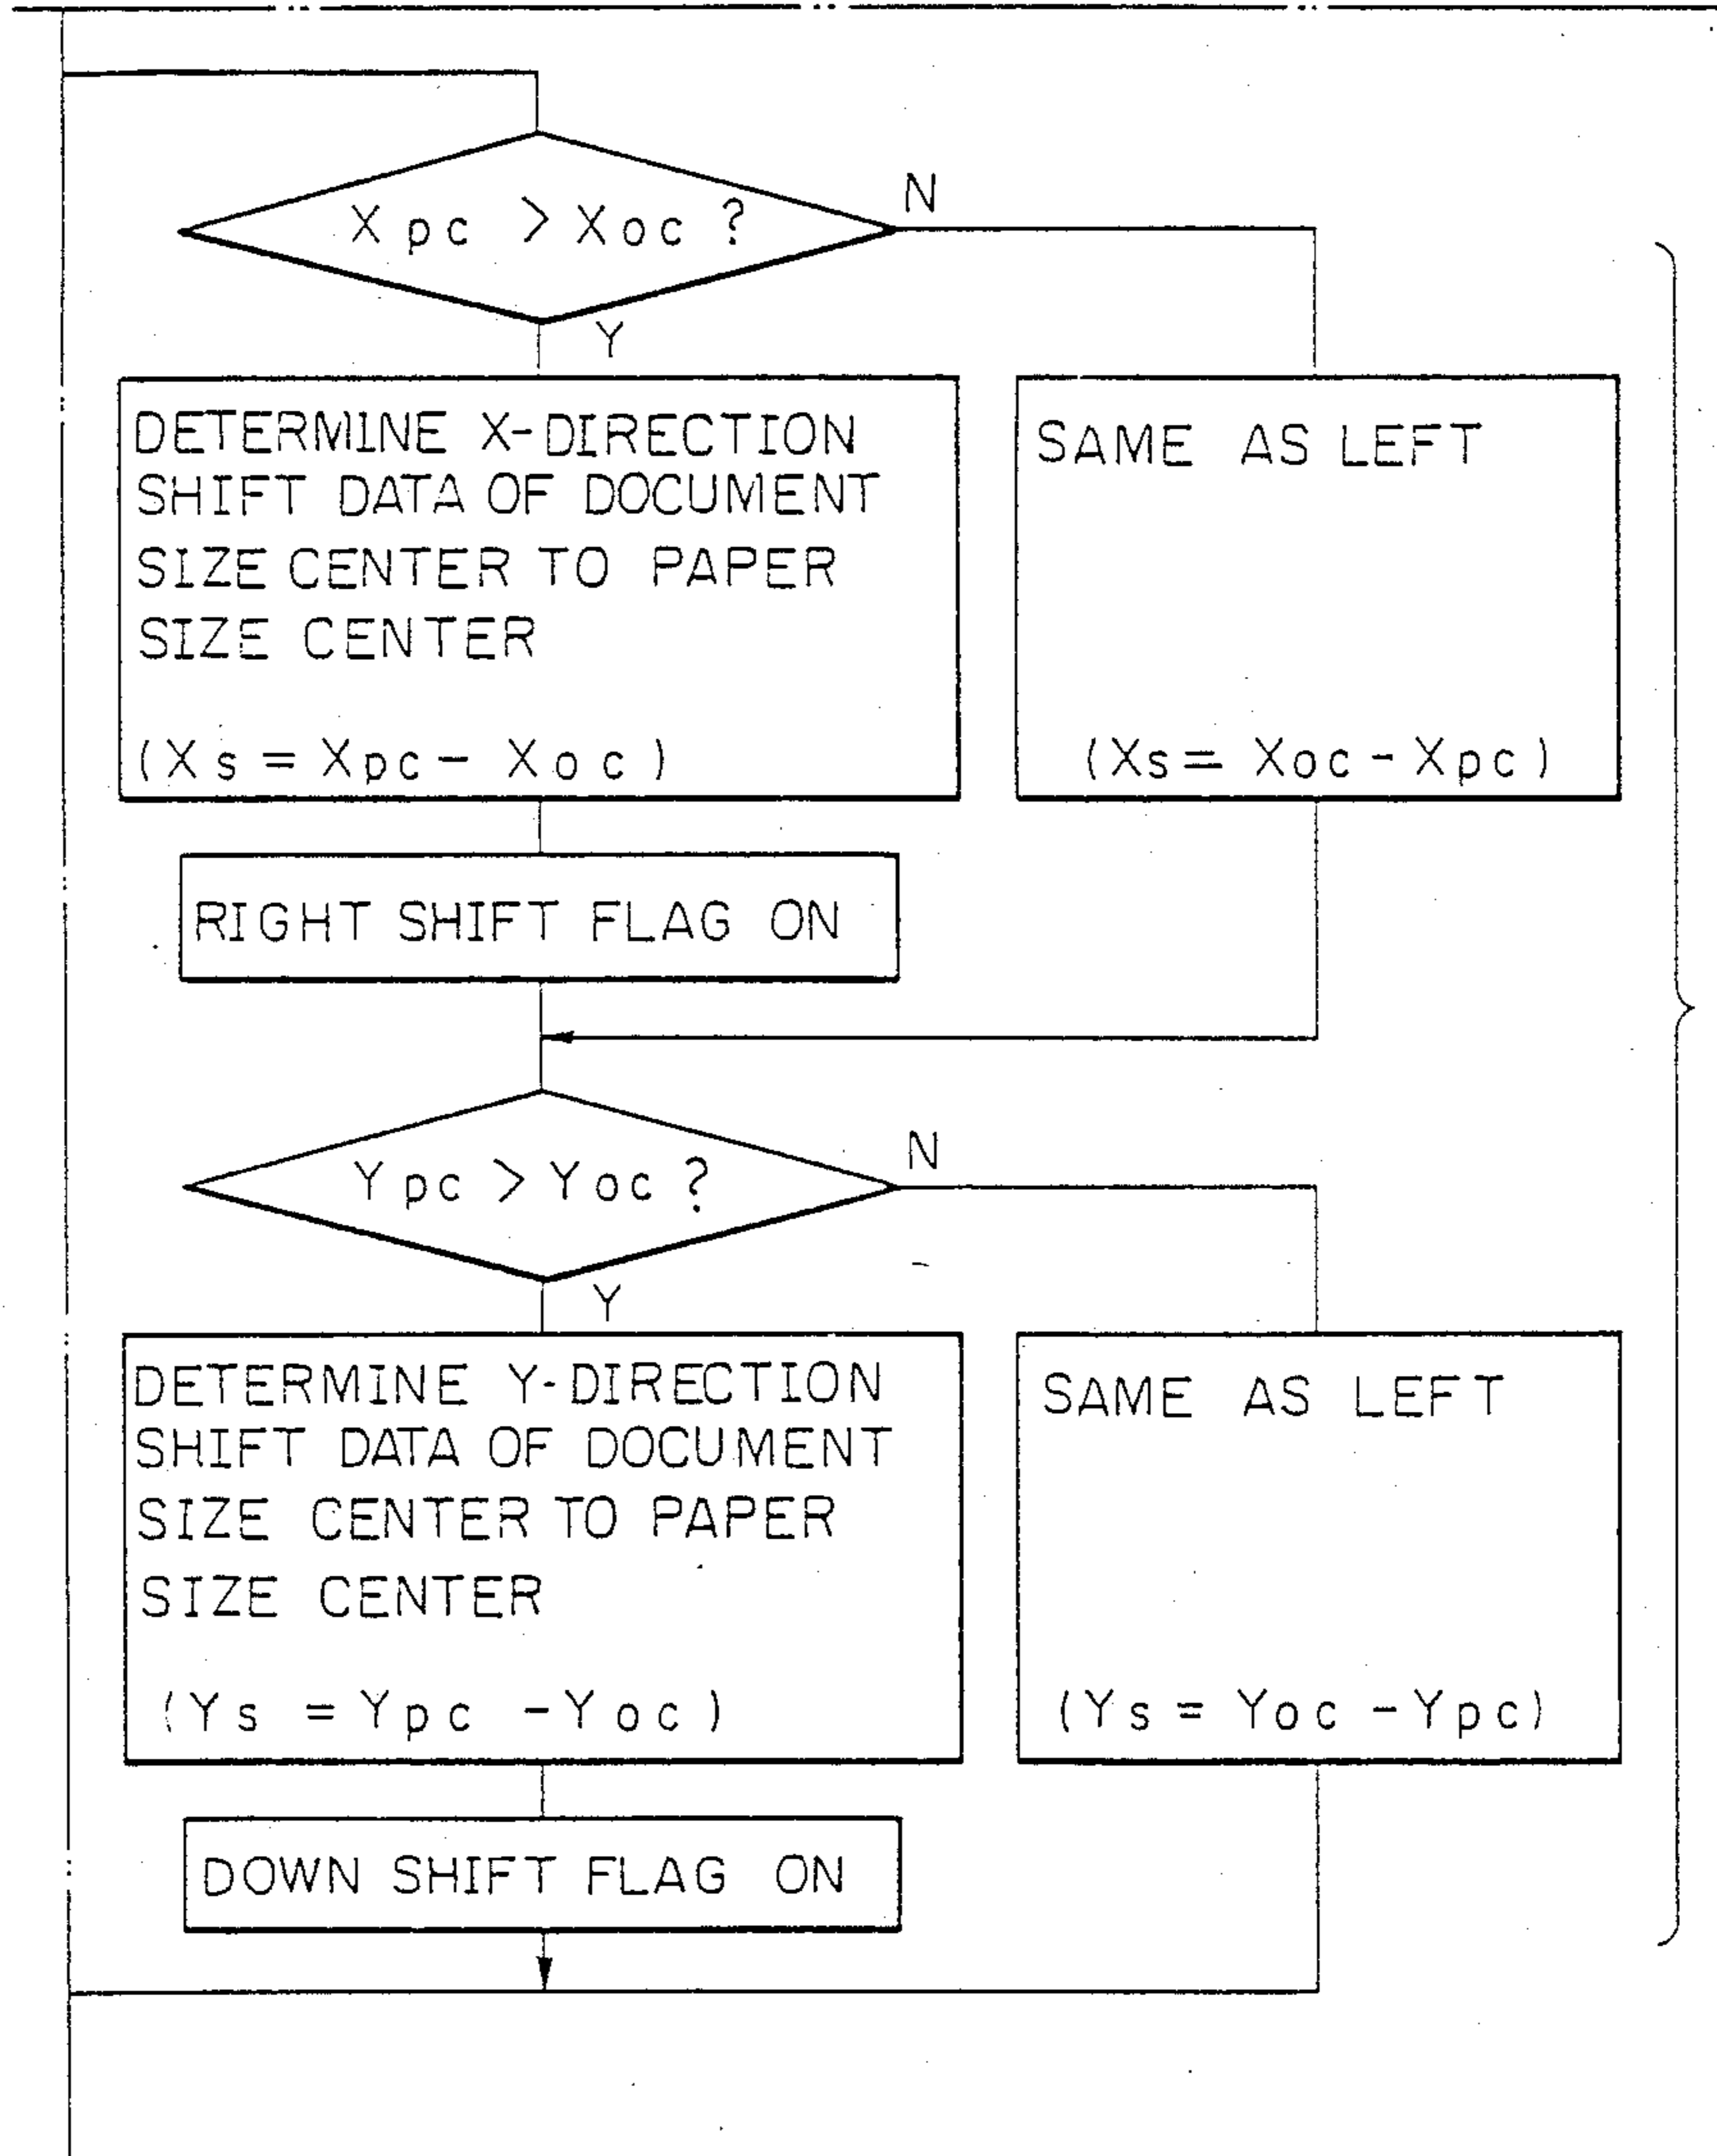 Xpc > Xoc ?
N
Y
DETERMINE X-DIRECTION
SHIFT DATA OF DOCUMENT
SIZE CENTER TO PAPER
SIZE CENTER
(Xs = Xpc - Xoc)
SAME AS LEFT
(Xs = Xoc - Xpc)
RIGHT SHIFT FLAG ON
Ypc > Yoc ?
N
Y
DETERMINE Y-DIRECTION
SHIFT DATA OF DOCUMENT
SIZE CENTER TO PAPER
SIZE CENTER
(Ys = Ypc - Yoc)
SAME AS LEFT
(Ys = Yoc - Ypc)
DOWN SHIFT FLAG ON